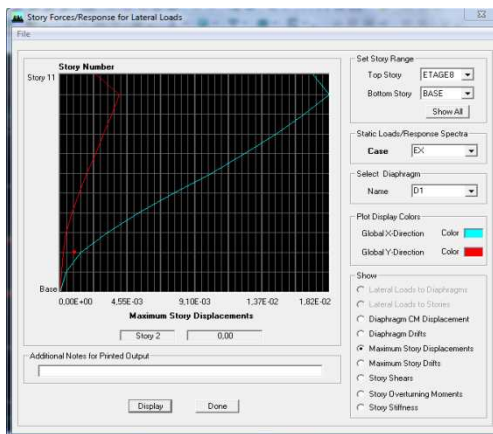 Story Forces/Response for Lateral Loads
File
Story Number
Story 11
Base
0.00E+00 4.55E-03 9.10E-03 1.37E-02 1.82E-02
Maximum Story Displacements
Story 2 0,00
Additional Notes for Printed Output
Display Done
Set Story Range
Top Story ETAGE8
Bottom Story BASE
Show All
Static Loads/Response Spectra
Case EX
Select Diaphragm
Name D1
Plot Display Colors
Global X-Direction Color
Global Y-Direction Color
Show
Lateral Loads to Diaphragms
Lateral Loads to Stories
Diaphragm CM Displacement
Diaphragm Drifts
Maximum Story Displacements
Maximum Story Drifts
Story Shears
Story Overturning Moments
Story Stiffness